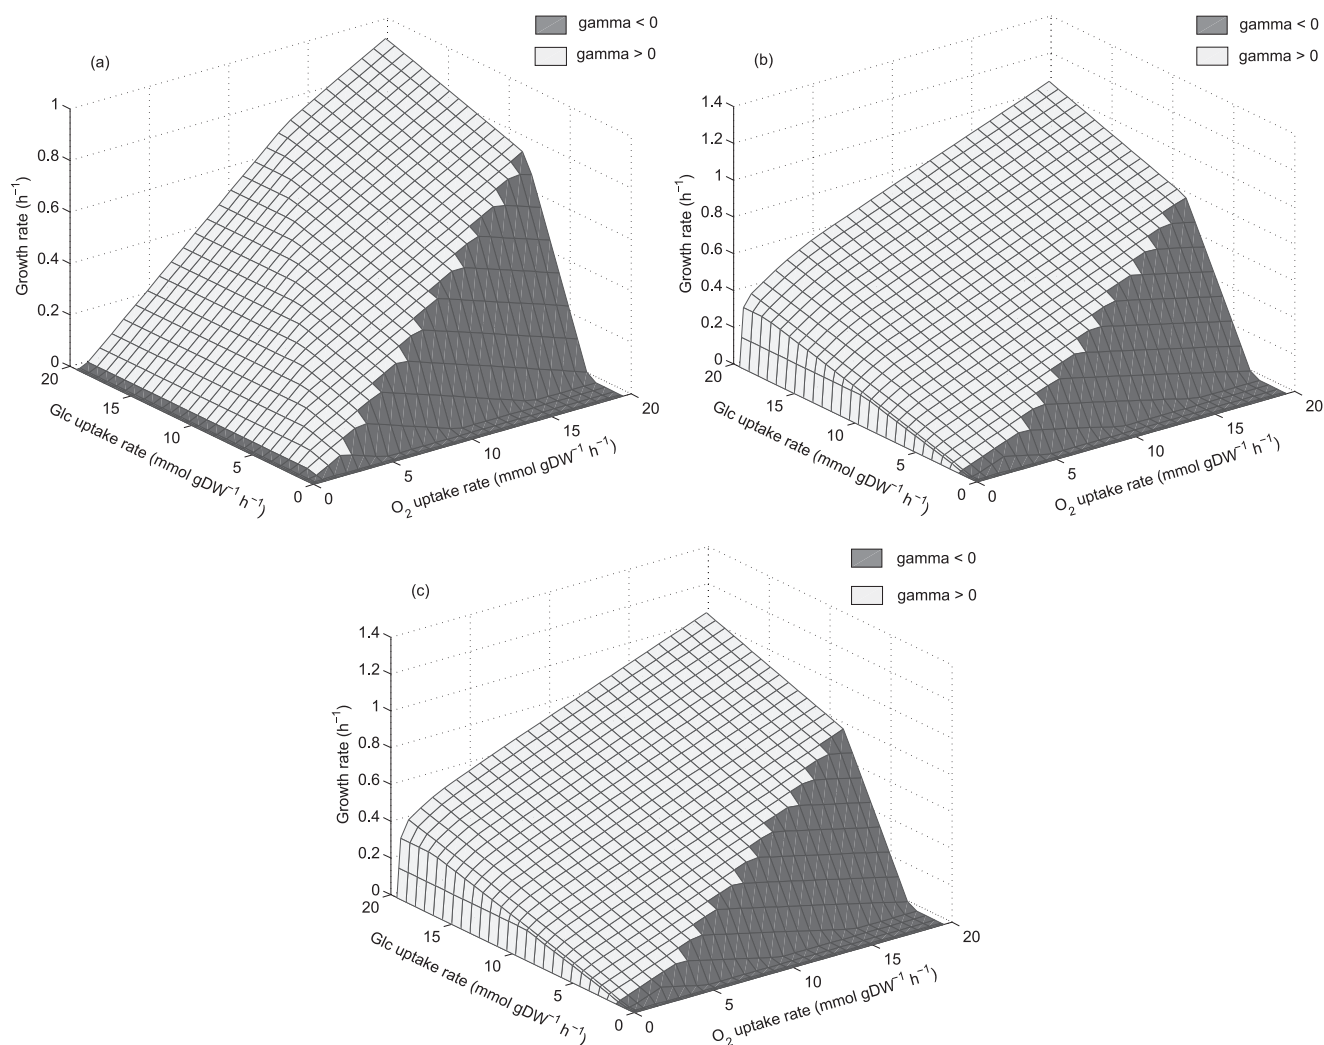 (a)
gamma < 0
gamma > 0
1
0.8
0.6
0.4
0.2
0
Growth rate (h⁻¹)
20
15
10
5
0
Glc uptake rate (mmol gDW⁻¹ h⁻¹)
0
5
10
15
20
O₂ uptake rate (mmol gDW⁻¹ h⁻¹)
(b)
gamma < 0
gamma > 0
1.4
1.2
1
0.8
0.6
0.4
0.2
0
Growth rate (h⁻¹)
20
15
10
5
0
Glc uptake rate (mmol gDW⁻¹ h⁻¹)
0
5
10
15
20
O₂ uptake rate (mmol gDW⁻¹ h⁻¹)
(c)
gamma < 0
gamma > 0
1.4
1.2
1
0.8
0.6
0.4
0.2
0
Growth rate (h⁻¹)
20
15
10
5
0
Glc uptake rate (mmol gDW⁻¹ h⁻¹)
0
5
10
15
20
O₂ uptake rate (mmol gDW⁻¹ h⁻¹)